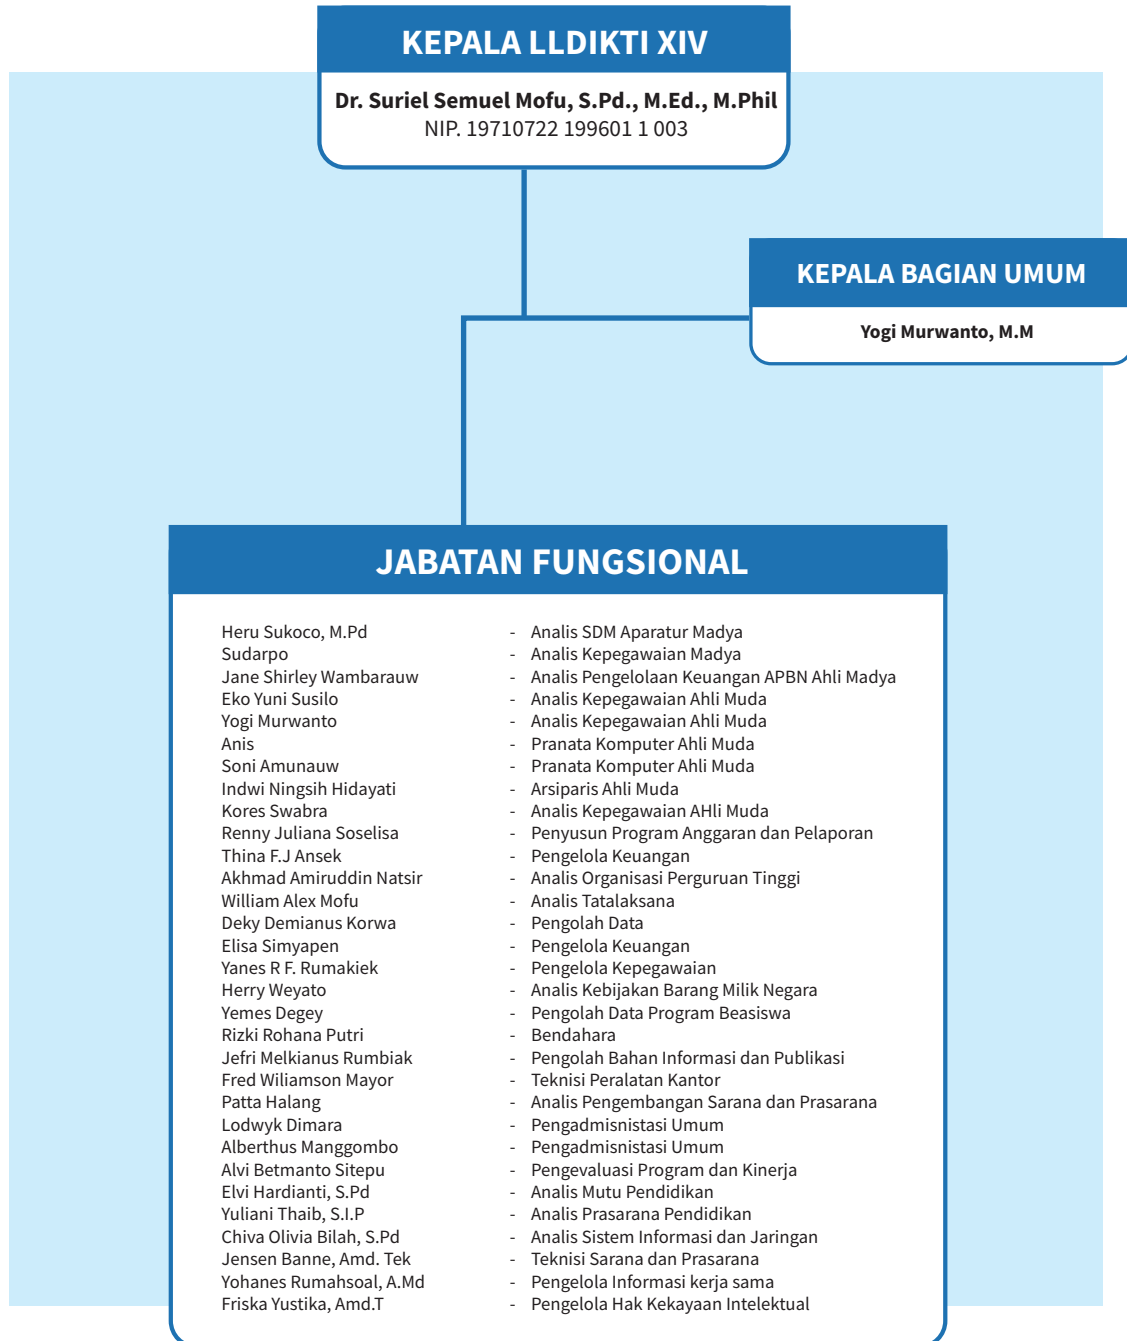 KEPALA LLDIKTI XIV
Dr. Suriel Semuel Mofu, S.Pd., M.Ed., M.Phil
NIP. 19710722 199601 1 003
KEPALA BAGIAN UMUM
Yogi Murwanto, M.M
JABATAN FUNGSIONAL
Heru Sukoco, M.Pd - Analis SDM Aparatur Madya
Sudarpo - Analis Kepegawaian Madya
Jane Shirley Wambarauw - Analis Pengelolaan Keuangan APBN Ahli Madya
Eko Yuni Susilo - Analis Kepegawaian Ahli Muda
Yogi Murwanto - Analis Kepegawaian Ahli Muda
Anis - Pranata Komputer Ahli Muda
Soni Amunauw - Pranata Komputer Ahli Muda
Indwi Ningsih Hidayati - Arsiparis Ahli Muda
Kores Swabra - Analis Kepegawaian AHli Muda
Renny Juliana Soselisa - Penyusun Program Anggaran dan Pelaporan
Thina F.J Ansek - Pengelola Keuangan
Akhmad Amiruddin Natsir - Analis Organisasi Perguruan Tinggi
William Alex Mofu - Analis Tatalaksana
Deky Demianus Korwa - Pengolah Data
Elisa Simyapen - Pengelola Keuangan
Yanes R F. Rumakiek - Pengelola Kepegawaian
Herry Weyato - Analis Kebijakan Barang Milik Negara
Yemes Degey - Pengolah Data Program Beasiswa
Rizki Rohana Putri - Bendahara
Jefri Melkianus Rumbiak - Pengolah Bahan Informasi dan Publikasi
Fred Wiliamson Mayor - Teknisi Peralatan Kantor
Patta Halang - Analis Pengembangan Sarana dan Prasarana
Lodwyk Dimara - Pengadmisnistasi Umum
Alberthus Manggombo - Pengadmisnistasi Umum
Alvi Betmanto Sitepu - Pengevaluasi Program dan Kinerja
Elvi Hardianti, S.Pd - Analis Mutu Pendidikan
Yuliani Thaib, S.I.P - Analis Prasarana Pendidikan
Chiva Olivia Bilah, S.Pd - Analis Sistem Informasi dan Jaringan
Jensen Banne, Amd. Tek - Teknisi Sarana dan Prasarana
Yohanes Rumahsoal, A.Md - Pengelola Informasi kerja sama
Friska Yustika, Amd.T - Pengelola Hak Kekayaan Intelektual